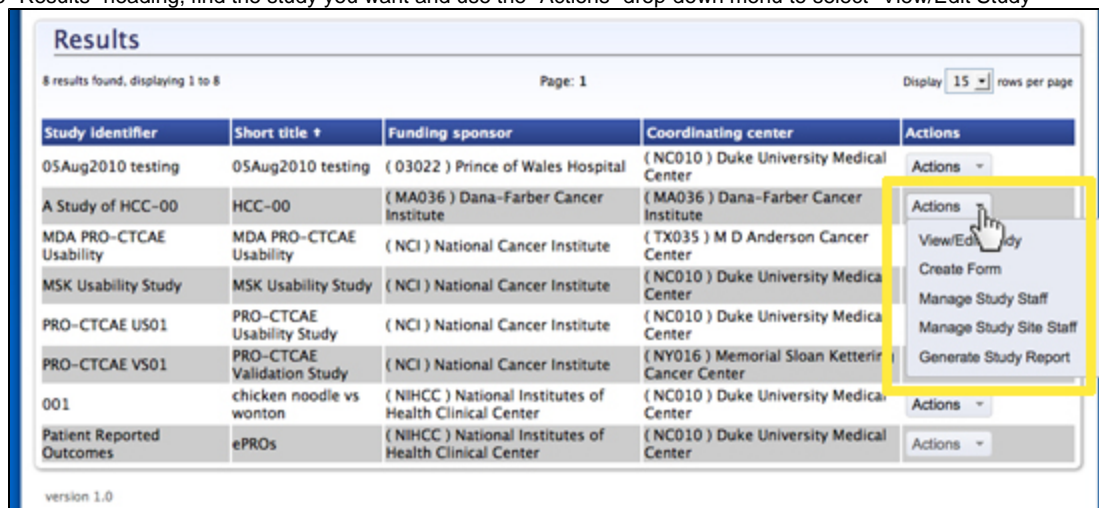 "Results" heading, find the study you want and use the "Actions" drop-down menu to select "View/Edit Study"
Results
8 results found, displaying 1 to 8 Page: 1 Display 15 rows per page
Study identifier Short title ↑ Funding sponsor Coordinating center Actions
05Aug2010 testing 05Aug2010 testing ( 03022 ) Prince of Wales Hospital ( NC010 ) Duke University Medical Center Actions
A Study of HCC-00 HCC-00 ( MA036 ) Dana-Farber Cancer Institute ( MA036 ) Dana-Farber Cancer Institute Actions
MDA PRO-CTCAE Usability MDA PRO-CTCAE Usability ( NCI ) National Cancer Institute ( TX035 ) M D Anderson Cancer Center
MSK Usability Study MSK Usability Study ( NCI ) National Cancer Institute ( NC010 ) Duke University Medical Center
PRO-CTCAE US01 PRO-CTCAE Usability Study ( NCI ) National Cancer Institute ( NC010 ) Duke University Medica Center
PRO-CTCAE VS01 PRO-CTCAE Validation Study ( NCI ) National Cancer Institute ( NY016 ) Memorial Sloan Kettering Cancer Center
001 chicken noodle vs wonton ( NIHCC ) National Institutes of Health Clinical Center ( NC010 ) Duke University Medical Center Actions
Patient Reported Outcomes ePROs ( NIHCC ) National Institutes of Health Clinical Center ( NC010 ) Duke University Medical Center Actions
View/Edit Study
Create Form
Manage Study Staff
Manage Study Site Staff
Generate Study Report
version 1.0